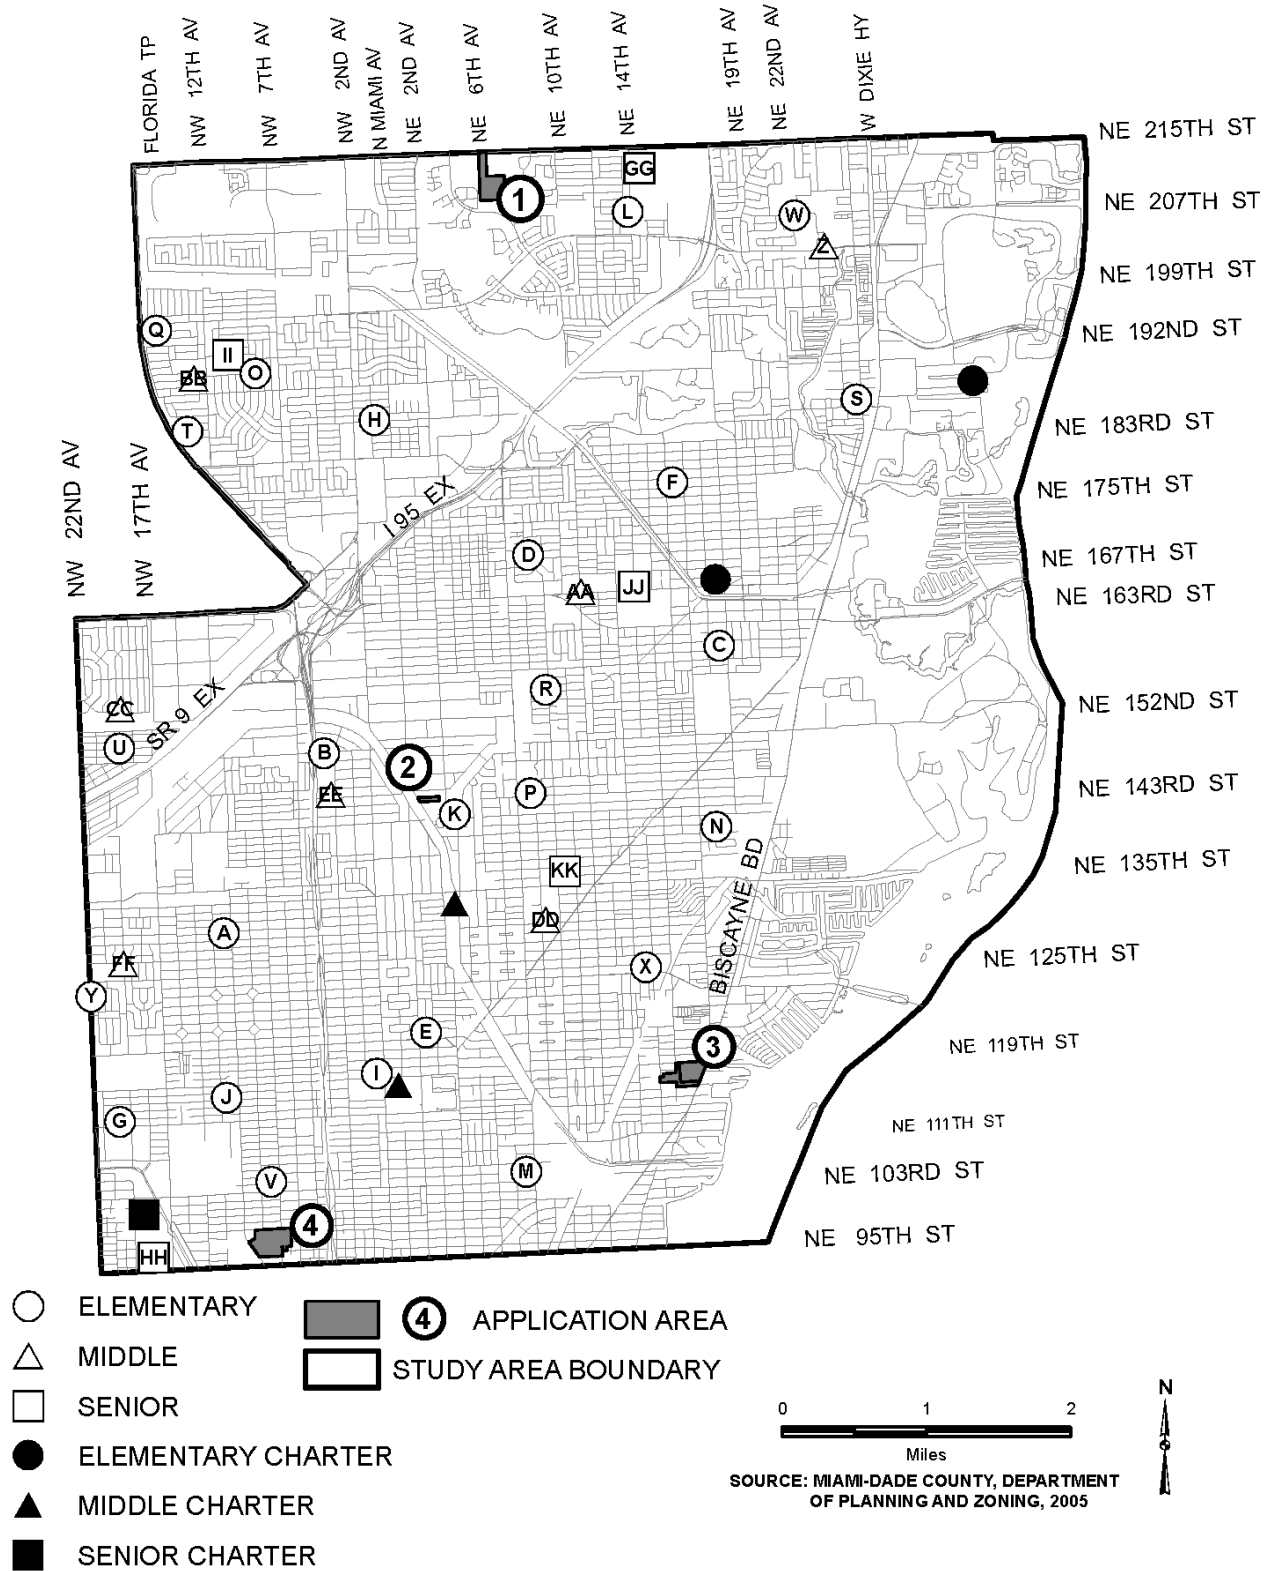 FLORIDA TP
NW 12TH AV
NW 7TH AV
NW 2ND AV
N MIAMI AV
NE 2ND AV
NE 6TH AV
NE 10TH AV
NE 14TH AV
NE 19TH AV
NE 22ND AV
W DIXIE HY
NE 215TH ST
GG
1
L
W
NE 207TH ST
Z
NE 199TH ST
Q
NE 192ND ST
II
BB
O
S
H
T
NE 183RD ST
NW 22ND AV
NW 17TH AV
I 95 EX
F
NE 175TH ST
D
NE 167TH ST
AA
JJ
NE 163RD ST
C
R
SR 9 EX
CC
NE 152ND ST
U
B
2
EE
K
P
NE 143RD ST
N
BISCAYNE BD
KK
NE 135TH ST
DD
A
FF
X
NE 125TH ST
Y
E
3
NE 119TH ST
I
J
G
NE 111TH ST
V
M
NE 103RD ST
4
HH
NE 95TH ST
ELEMENTARY
MIDDLE
SENIOR
ELEMENTARY CHARTER
MIDDLE CHARTER
SENIOR CHARTER
4 APPLICATION AREA
STUDY AREA BOUNDARY
N
0 1 2
Miles
SOURCE: MIAMI-DADE COUNTY, DEPARTMENT
OF PLANNING AND ZONING, 2005